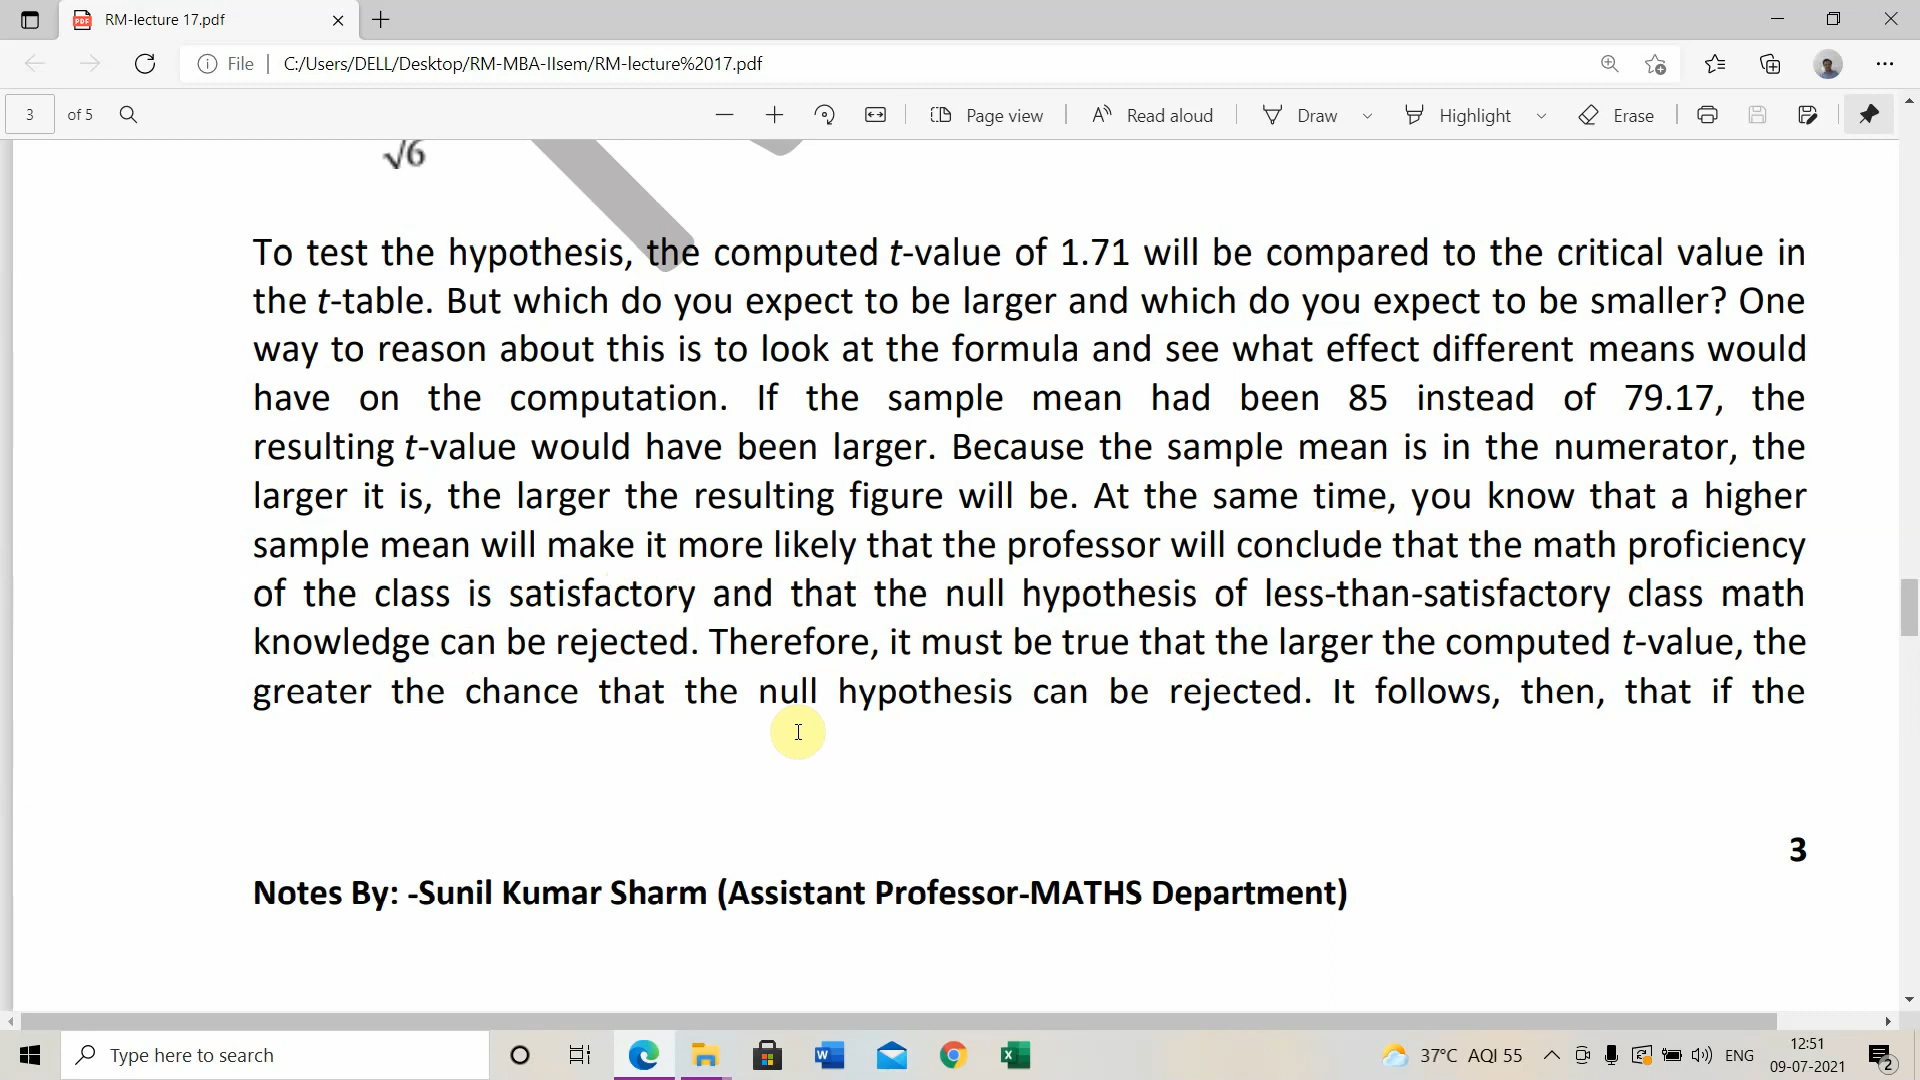 RM-lecture 17.pdf
File
C:/Users/DELL/Desktop/RM-MBA-IIsem/RM-lecture%2017.pdf
3 of 5 Page view Read aloud Draw Highlight Erase
√6
To test the hypothesis, the computed t-value of 1.71 will be compared to the critical value in
the t-table. But which do you expect to be larger and which do you expect to be smaller? One
way to reason about this is to look at the formula and see what effect different means would
have on the computation. If the sample mean had been 85 instead of 79.17, the
resulting t-value would have been larger. Because the sample mean is in the numerator, the
larger it is, the larger the resulting figure will be. At the same time, you know that a higher
sample mean will make it more likely that the professor will conclude that the math proficiency
of the class is satisfactory and that the null hypothesis of less-than-satisfactory class math
knowledge can be rejected. Therefore, it must be true that the larger the computed t-value, the
greater the chance that the null hypothesis can be rejected. It follows, then, that if the
3
Notes By: -Sunil Kumar Sharm (Assistant Professor-MATHS Department)
Type here to search
37°C AQI 55
ENG
12:51
09-07-2021
2